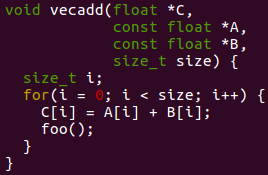 void vecadd(float *C,
            const float *A,
            const float *B,
            size_t size) {
  size_t i;
  for(i = 0; i < size; i++) {
    C[i] = A[i] + B[i];
    foo();
  }
}